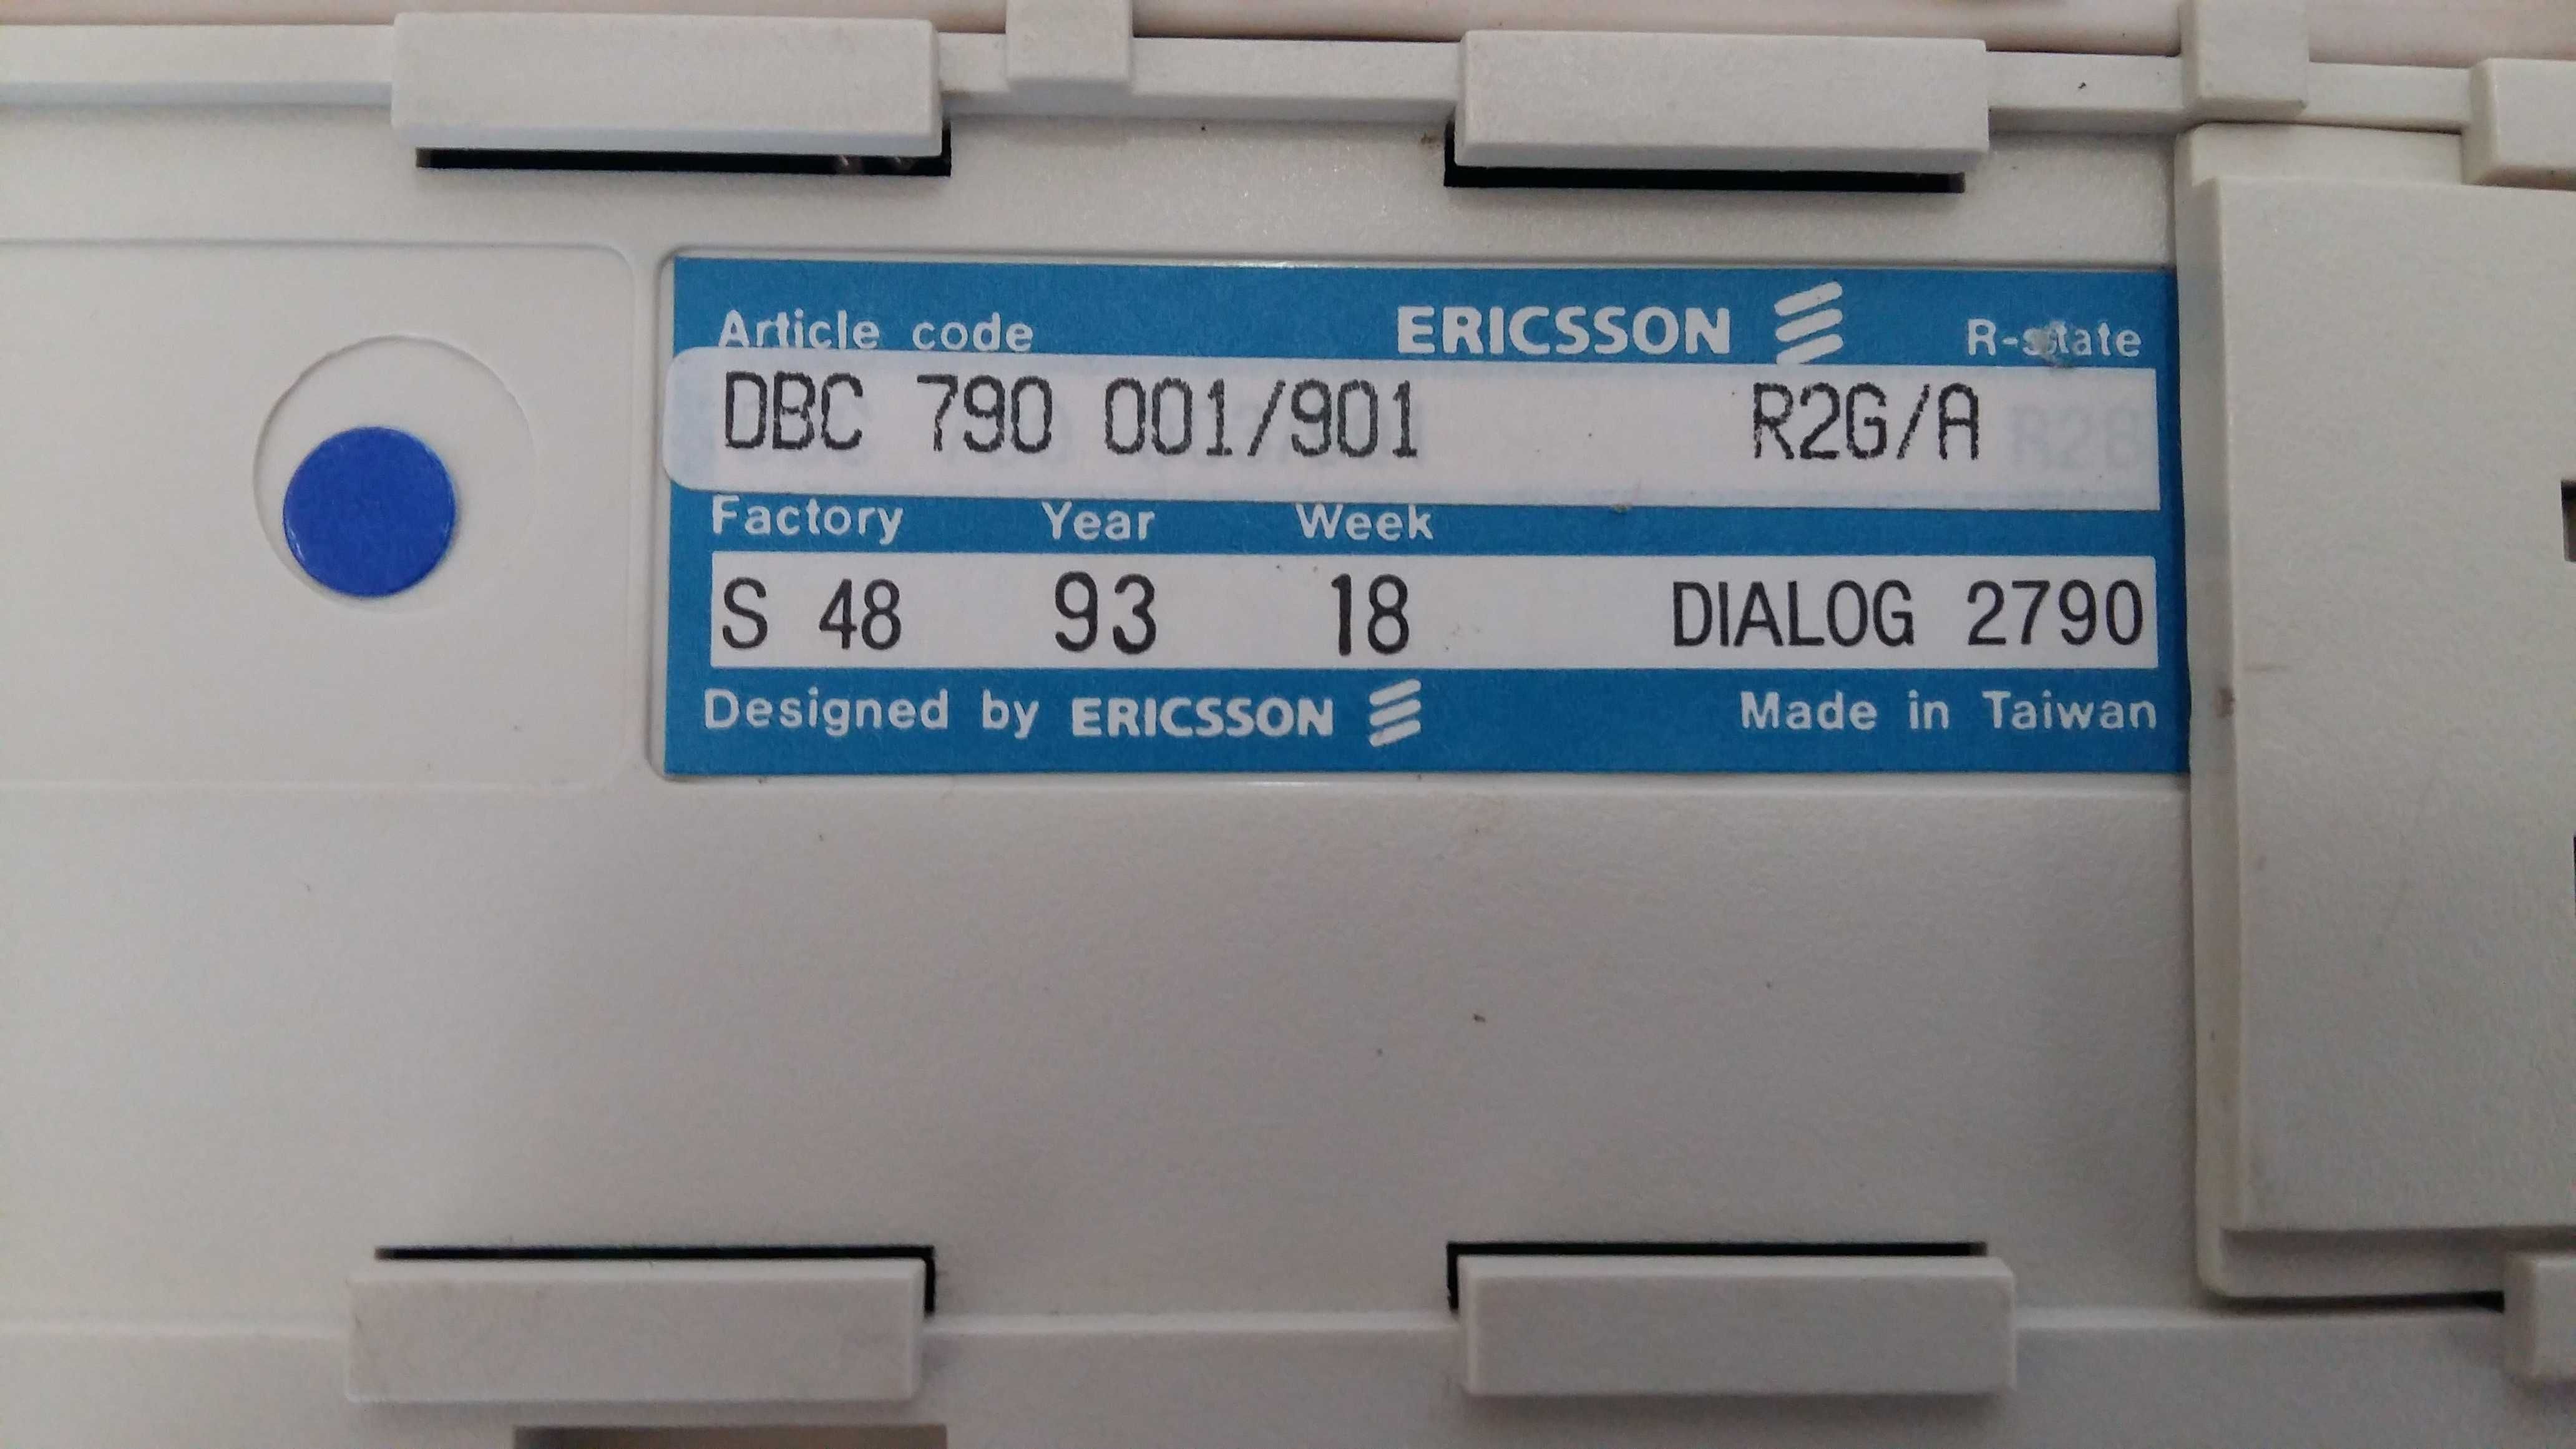 Article code ERICSSON R-state
DBC 790 001/901 R2G/A
Factory Year Week
S 48 93 18 DIALOG 2790
Designed by ERICSSON Made in Taiwan